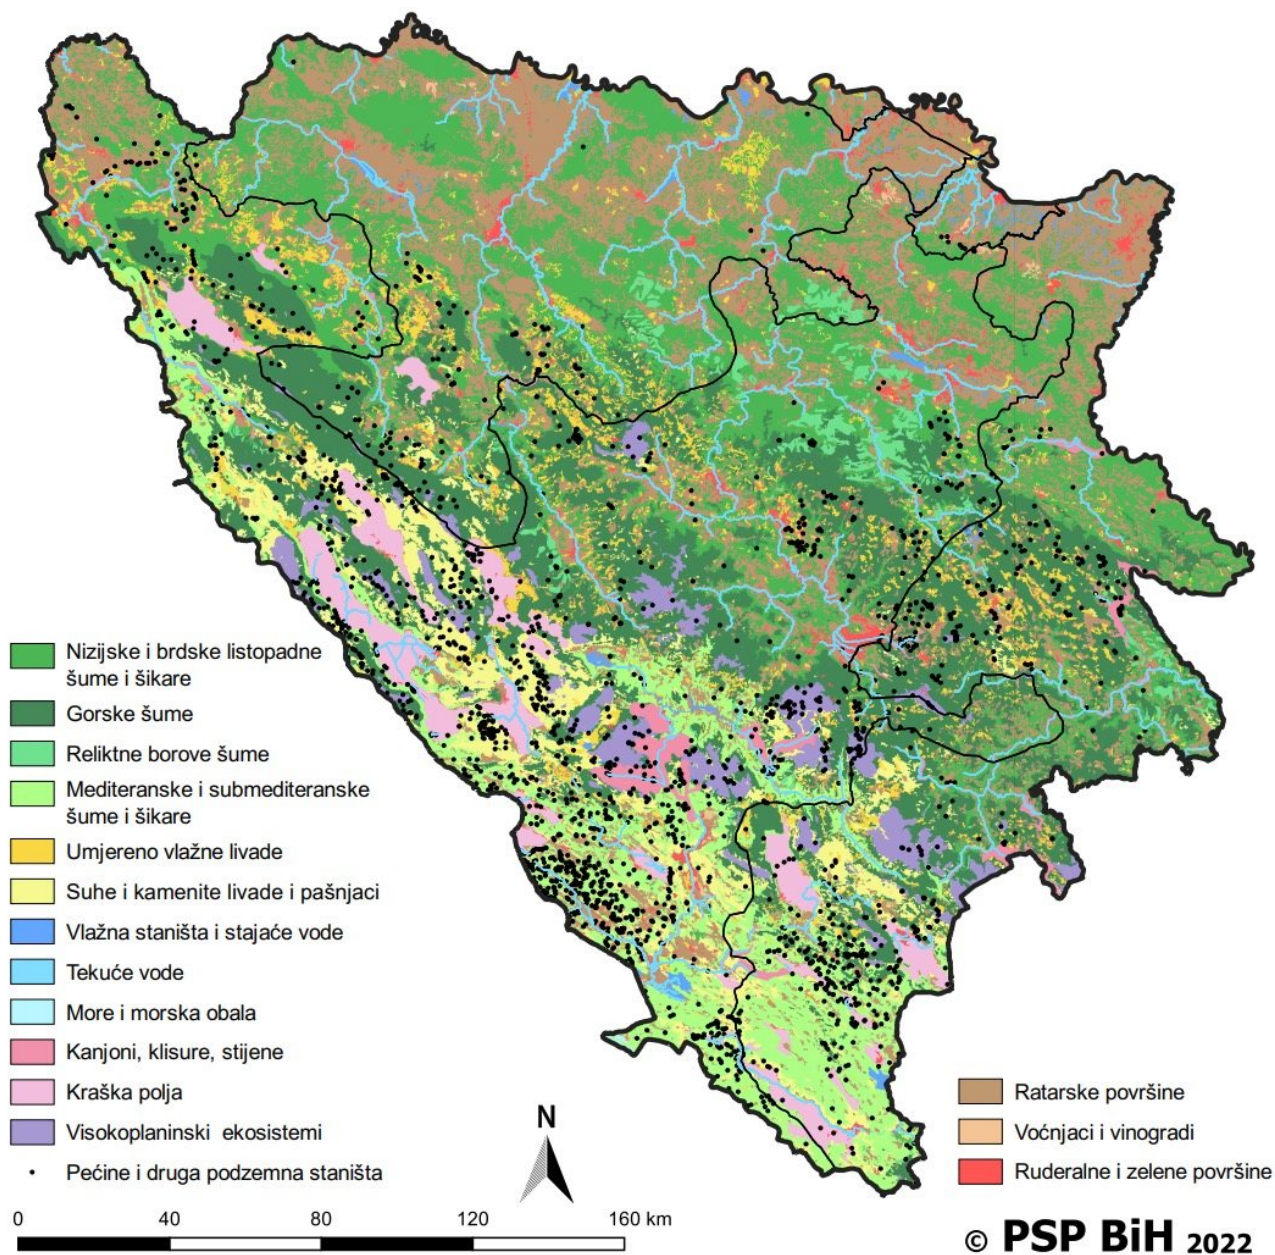 Nizijske i brdske listopadne
šume i šikare
Gorske šume
Reliktne borove šume
Mediteranske i submediteranske
šume i šikare
Umjereno vlažne livade
Suhe i kamenite livade i pašnjaci
Vlažna staništa i stajaće vode
Tekuće vode
More i morska obala
Kanjoni, klisure, stijene
Kraška polja
Visokoplaninski ekosistemi
Pećine i druga podzemna staništa
Ratarske površine
Voćnjaci i vinogradi
Ruderalne i zelene površine
N
0 40 80 120 160 km
© PSP BiH 2022